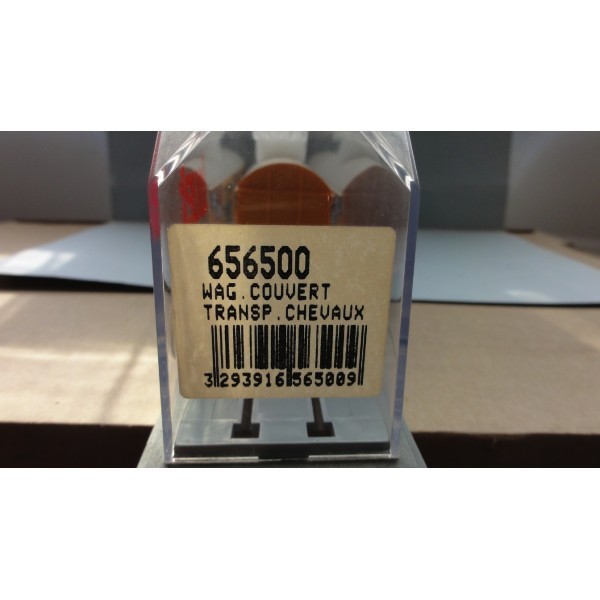 656500
WAG.COUVERT
TRANSP.CHEVAUX
3 293916 565009